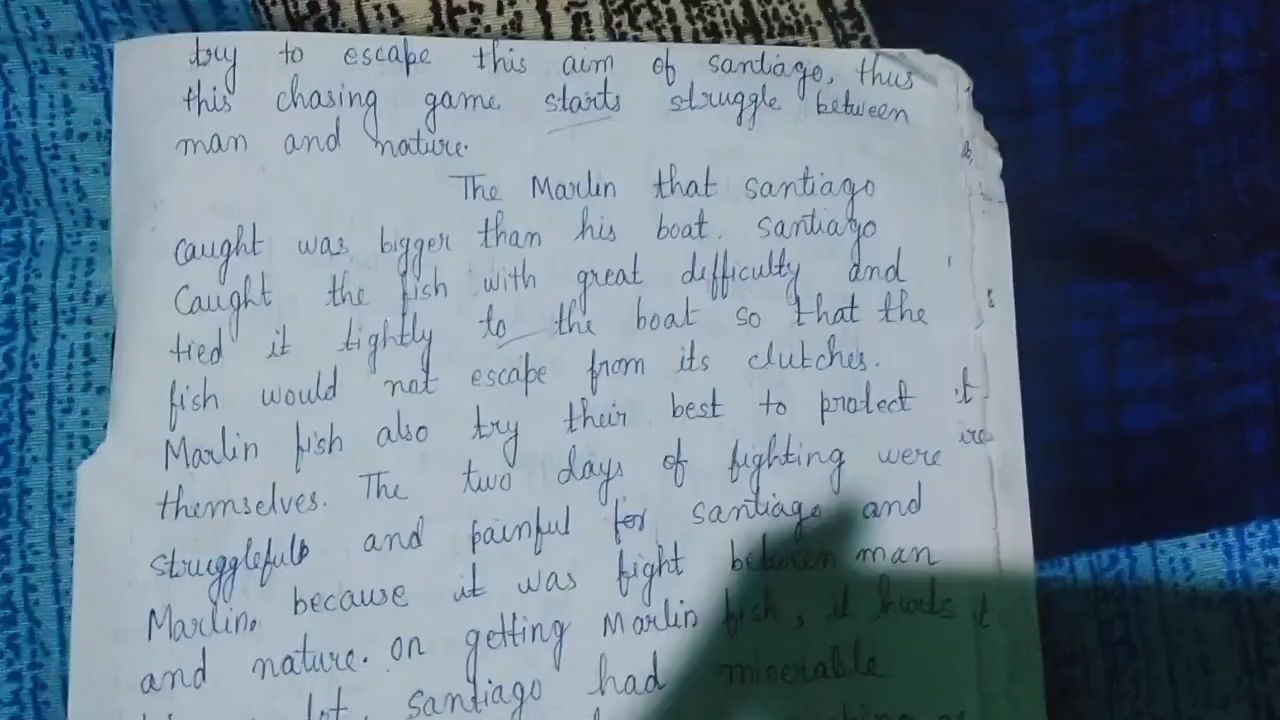 try to escape this aim of santiago, thus
this chasing game starts struggle between
man and nature.
The Marlin that santiago
caught was bigger than his boat. santiago
Caught the fish with great difficulty and
tied it tightly to the boat so that the
fish would not escape from its clutches.
Marlin fish also try their best to protect
themselves. The two days of fighting were
strugglefull and painful for santiago and
Marlin. because it was fight between man
and nature. on getting Marlin fish, it hurts
lot. santiago had miserable